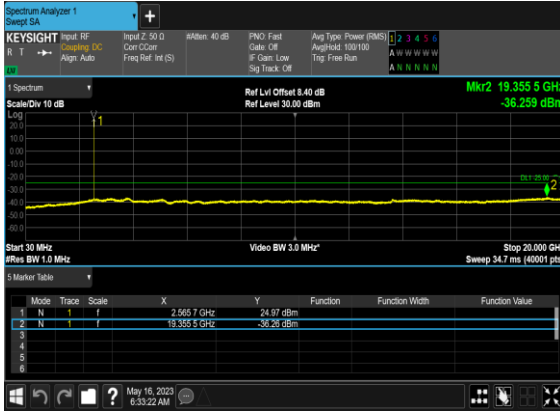 Spectrum Analyzer 1
Swept SA
+
KEYSIGHT
R T
Input: RF
Coupling: DC
Align: Auto
Input Z: 50 Ω
Corr CCorr
Freq Ref: Int (S)
#Atten: 40 dB
PNO: Fast
Gate: Off
IF Gain: Low
Sig Track: Off
Avg Type: Power (RMS)
Avg|Hold: 100/100
Trig: Free Run
1 2 3 4 5 6
A W W W W W
A N N N N N
1 Spectrum
Scale/Div 10 dB
Ref Lvl Offset 8.40 dB
Ref Level 30.00 dBm
Mkr2 19.355 5 GHz
-36.259 dBm
Log
20.0
10.0
0.00
-10.0
-20.0
-30.0
-40.0
-50.0
-60.0
1
DL1 -25.00
2
Start 30 MHz
#Res BW 1.0 MHz
Video BW 3.0 MHz*
Stop 20.000 GH
Sweep 34.7 ms (40001 pts
5 Marker Table
Mode Trace Scale X Y Function Function Width Function Value
1 N 1 f 2.565 7 GHz 24.97 dBm
2 N 1 f 19.355 5 GHz -36.26 dBm
3
4
5
6
?
May 16, 2023
6:33:22 AM